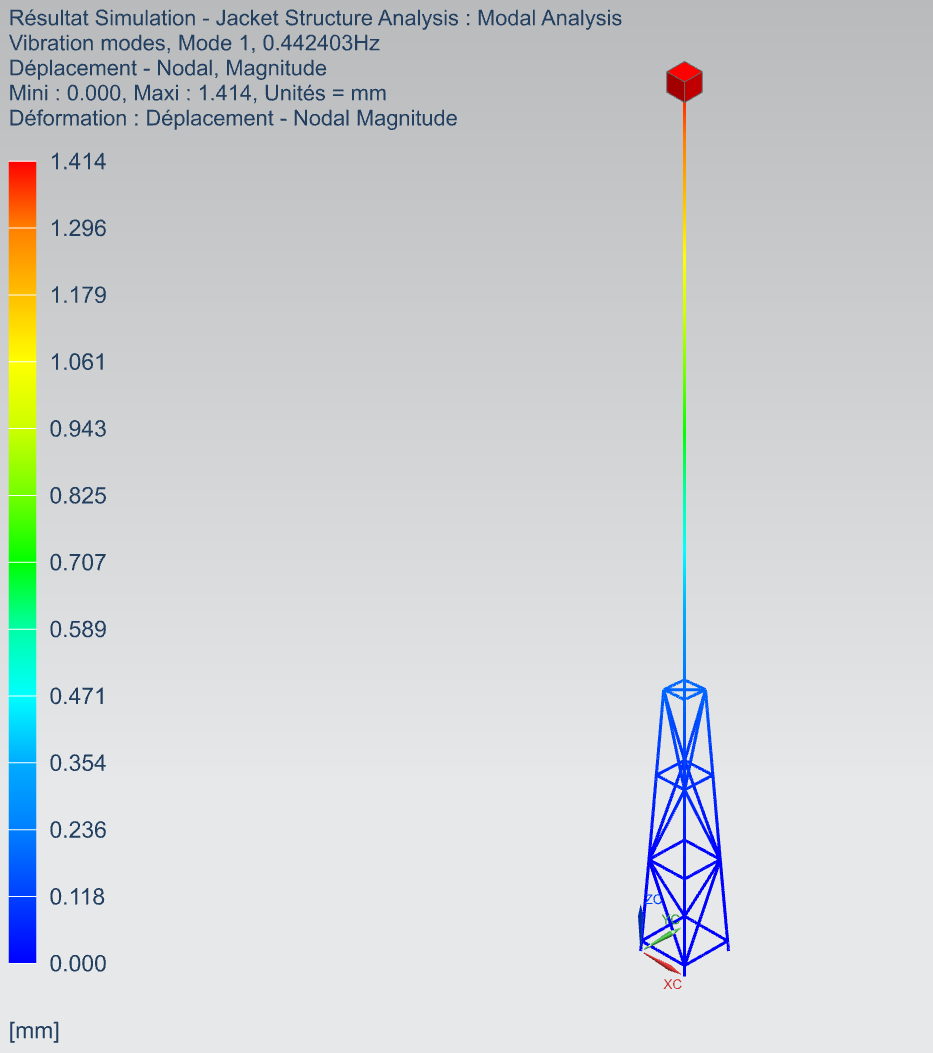 Résultat Simulation - Jacket Structure Analysis : Modal Analysis
Vibration modes, Mode 1, 0.442403Hz
Déplacement - Nodal, Magnitude
Mini : 0.000, Maxi : 1.414, Unités = mm
Déformation : Déplacement - Nodal Magnitude
1.414
1.296
1.179
1.061
0.943
0.825
0.707
0.589
0.471
0.354
0.236
0.118
0.000
[mm]
ZC
YC
XC